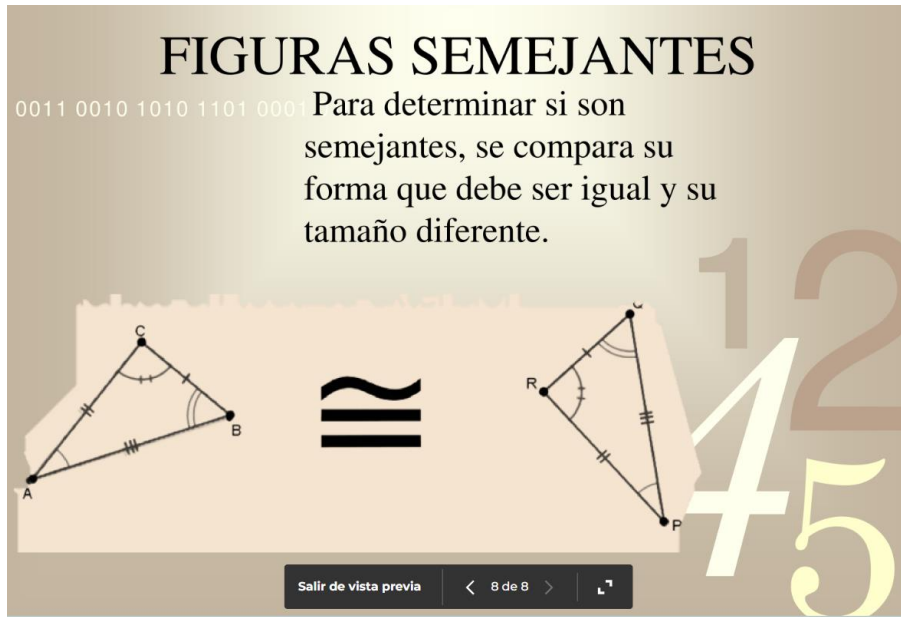 FIGURAS SEMEJANTES
0011 0010 1010 1101 0001
Para determinar si son
semejantes, se compara su
forma que debe ser igual y su
tamaño diferente.
12
45
C
B
A
≅
R
P
Salir de vista previa
8 de 8